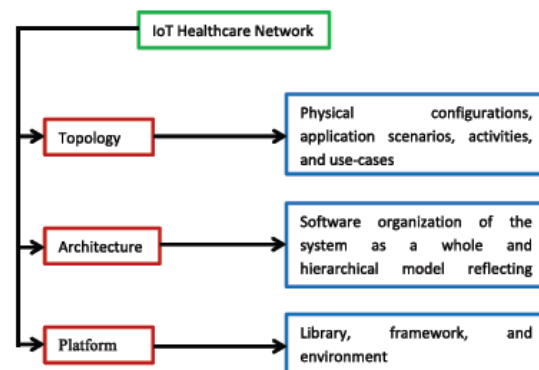 IoT Healthcare Network
Topology
Physical configurations,
application scenarios, activities,
and use-cases
Architecture
Software organization of the
system as a whole and
hierarchical model reflecting
Platform
Library, framework, and
environment